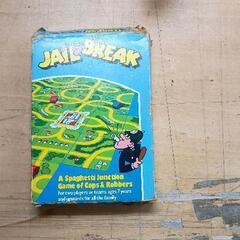 JAIL BREAK
A Spaghetti Junction
Game of Cops & Robbers
For two players or teams, ages 7 years
and upwards for all the family